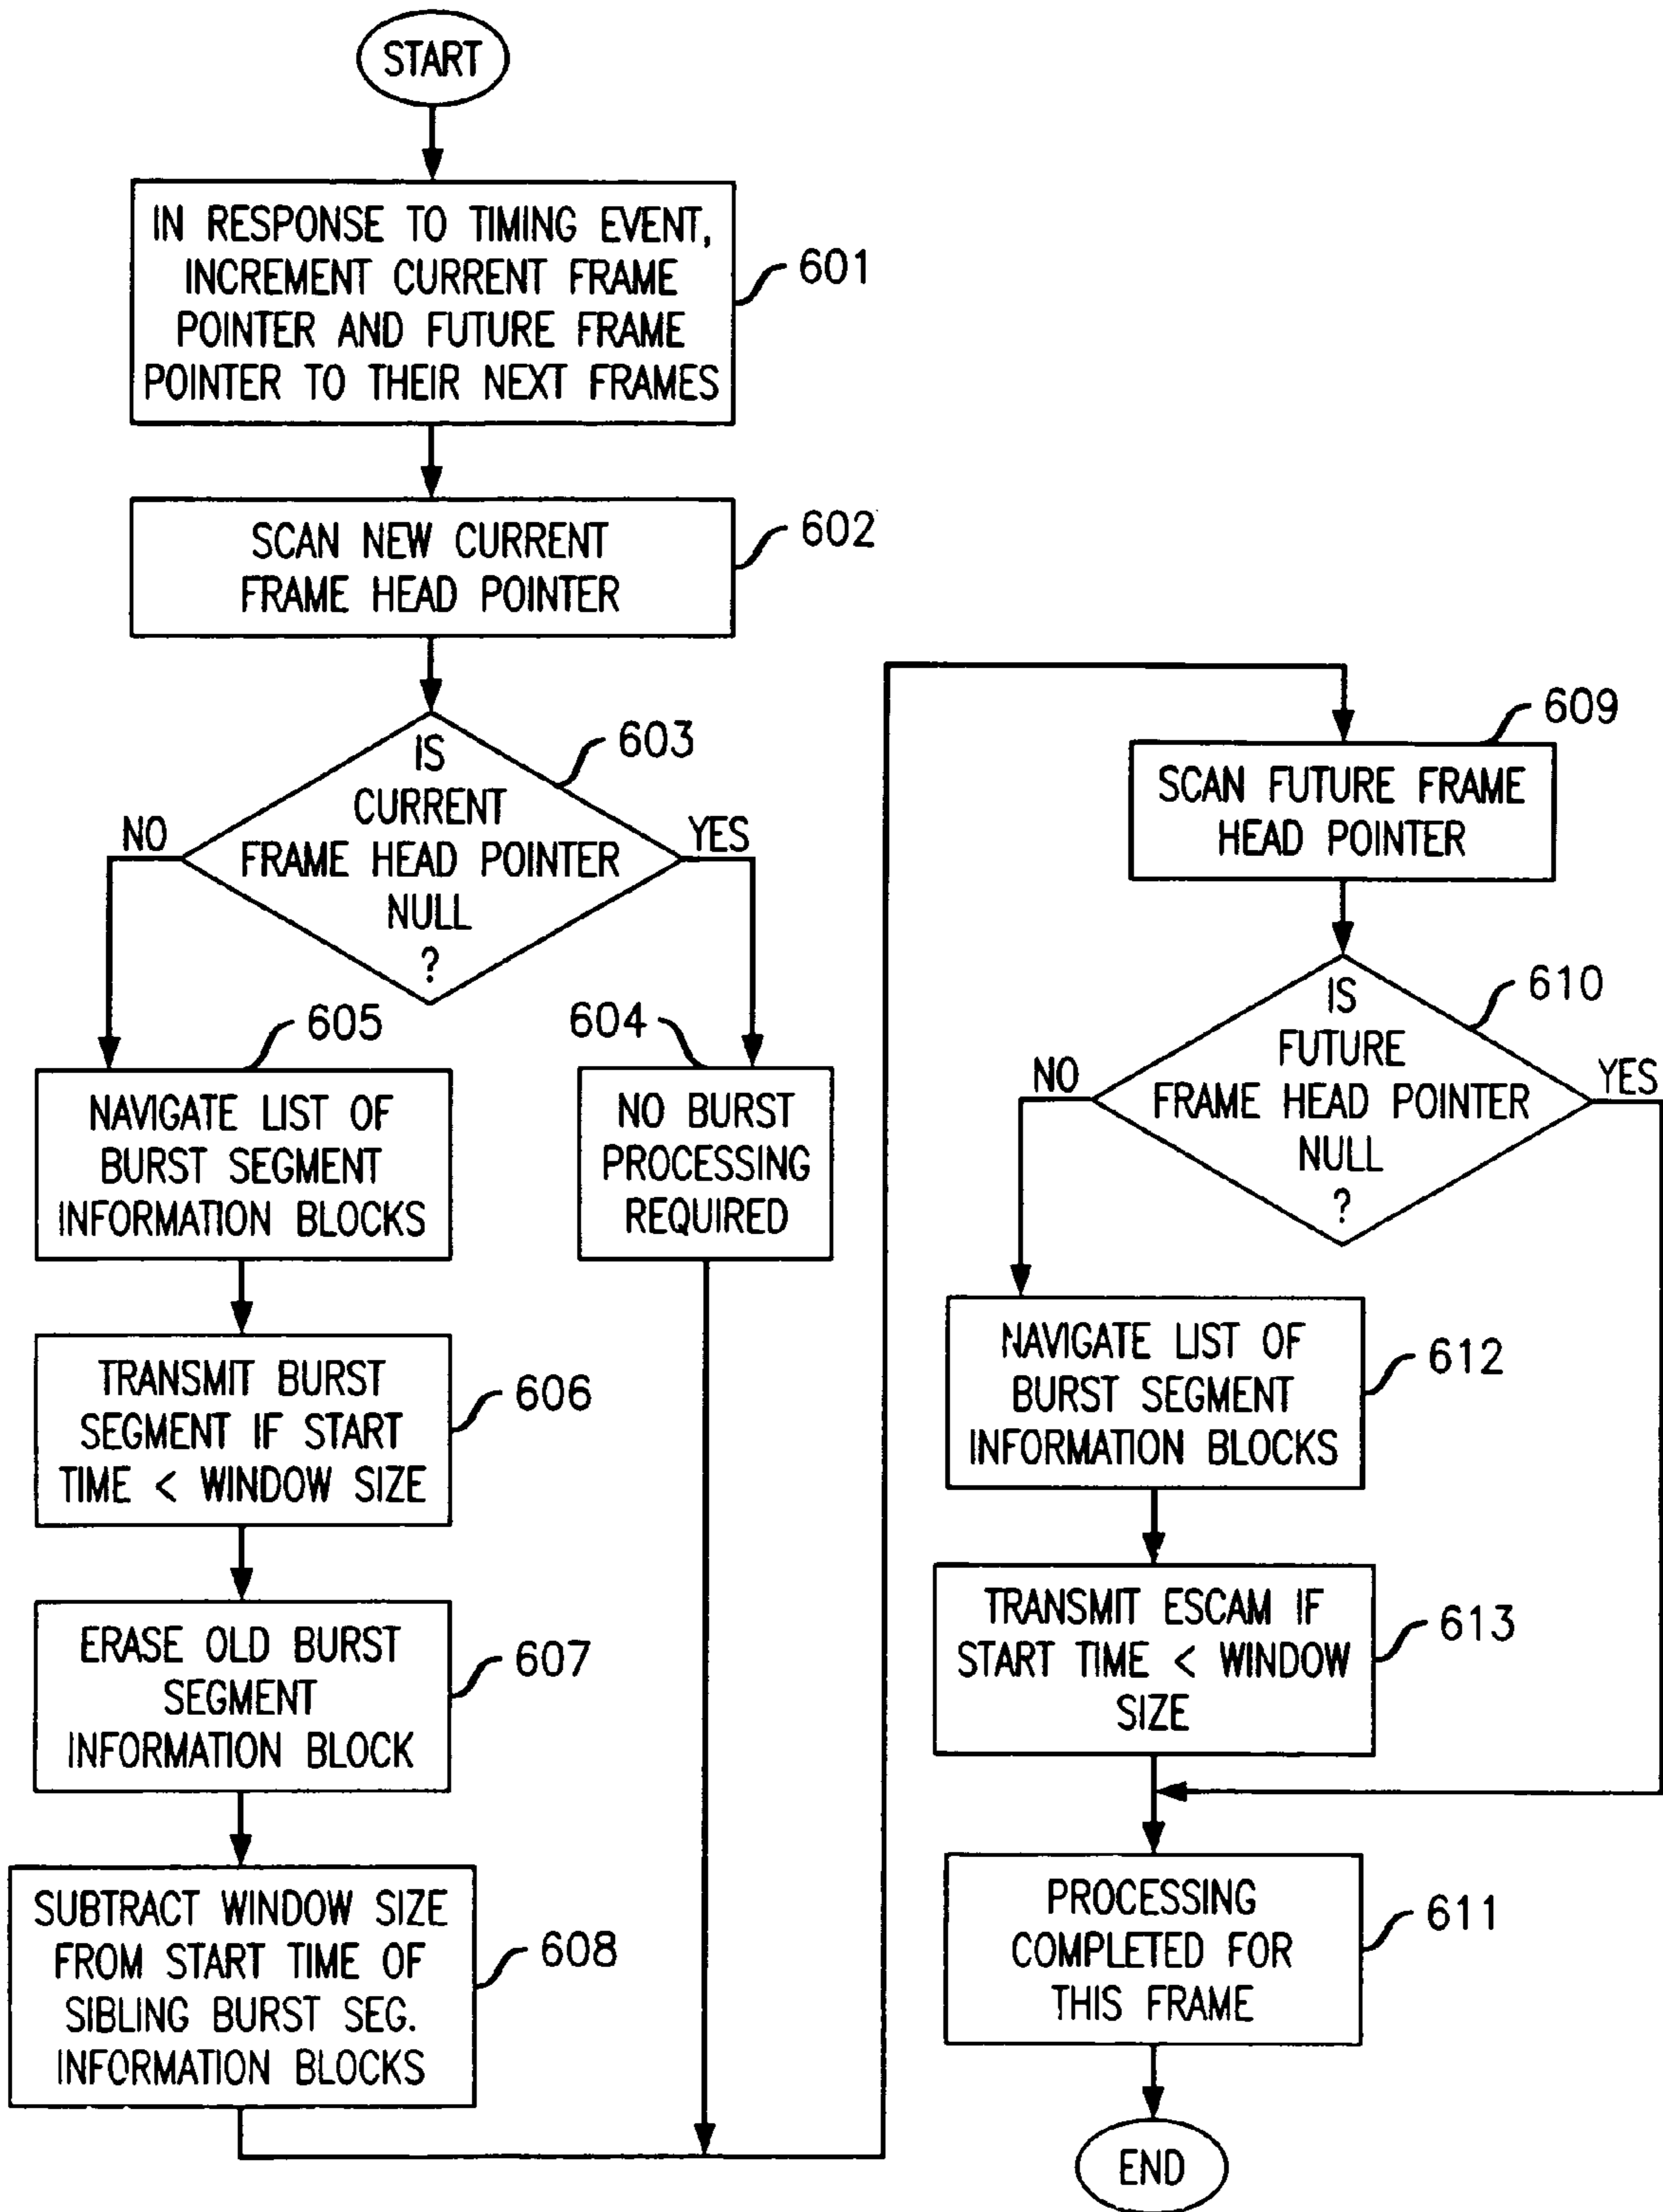 START
IN RESPONSE TO TIMING EVENT,
INCREMENT CURRENT FRAME
POINTER AND FUTURE FRAME
POINTER TO THEIR NEXT FRAMES
601
SCAN NEW CURRENT
FRAME HEAD POINTER
602
IS
CURRENT
FRAME HEAD POINTER
NULL
?
603
NO
YES
605
NAVIGATE LIST OF
BURST SEGMENT
INFORMATION BLOCKS
604
NO BURST
PROCESSING
REQUIRED
TRANSMIT BURST
SEGMENT IF START
TIME < WINDOW SIZE
606
ERASE OLD BURST
SEGMENT
INFORMATION BLOCK
607
SUBTRACT WINDOW SIZE
FROM START TIME OF
SIBLING BURST SEG.
INFORMATION BLOCKS
608
609
SCAN FUTURE FRAME
HEAD POINTER
IS
FUTURE
FRAME HEAD POINTER
NULL
?
610
NO
YES
NAVIGATE LIST OF
BURST SEGMENT
INFORMATION BLOCKS
612
TRANSMIT ESCAM IF
START TIME < WINDOW
SIZE
613
PROCESSING
COMPLETED FOR
THIS FRAME
611
END